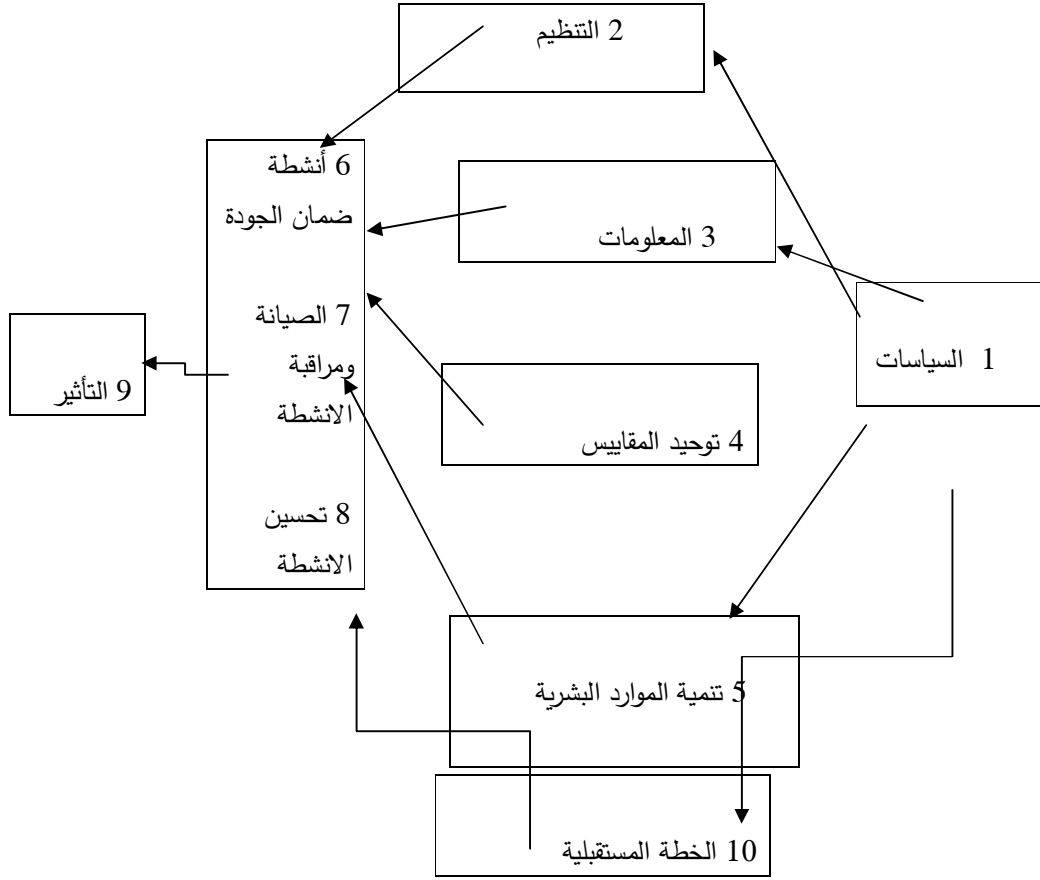 2 التنظيم
6 أنشطة
ضمان الجودة
3 المعلومات
7 الصيانة
ومراقبة
الانشطة
1 السياسات
9 التأثير
4 توحيد المقاييس
8 تحسين
الانشطة
5 تنمية الموارد البشرية
10 الخطة المستقبلية